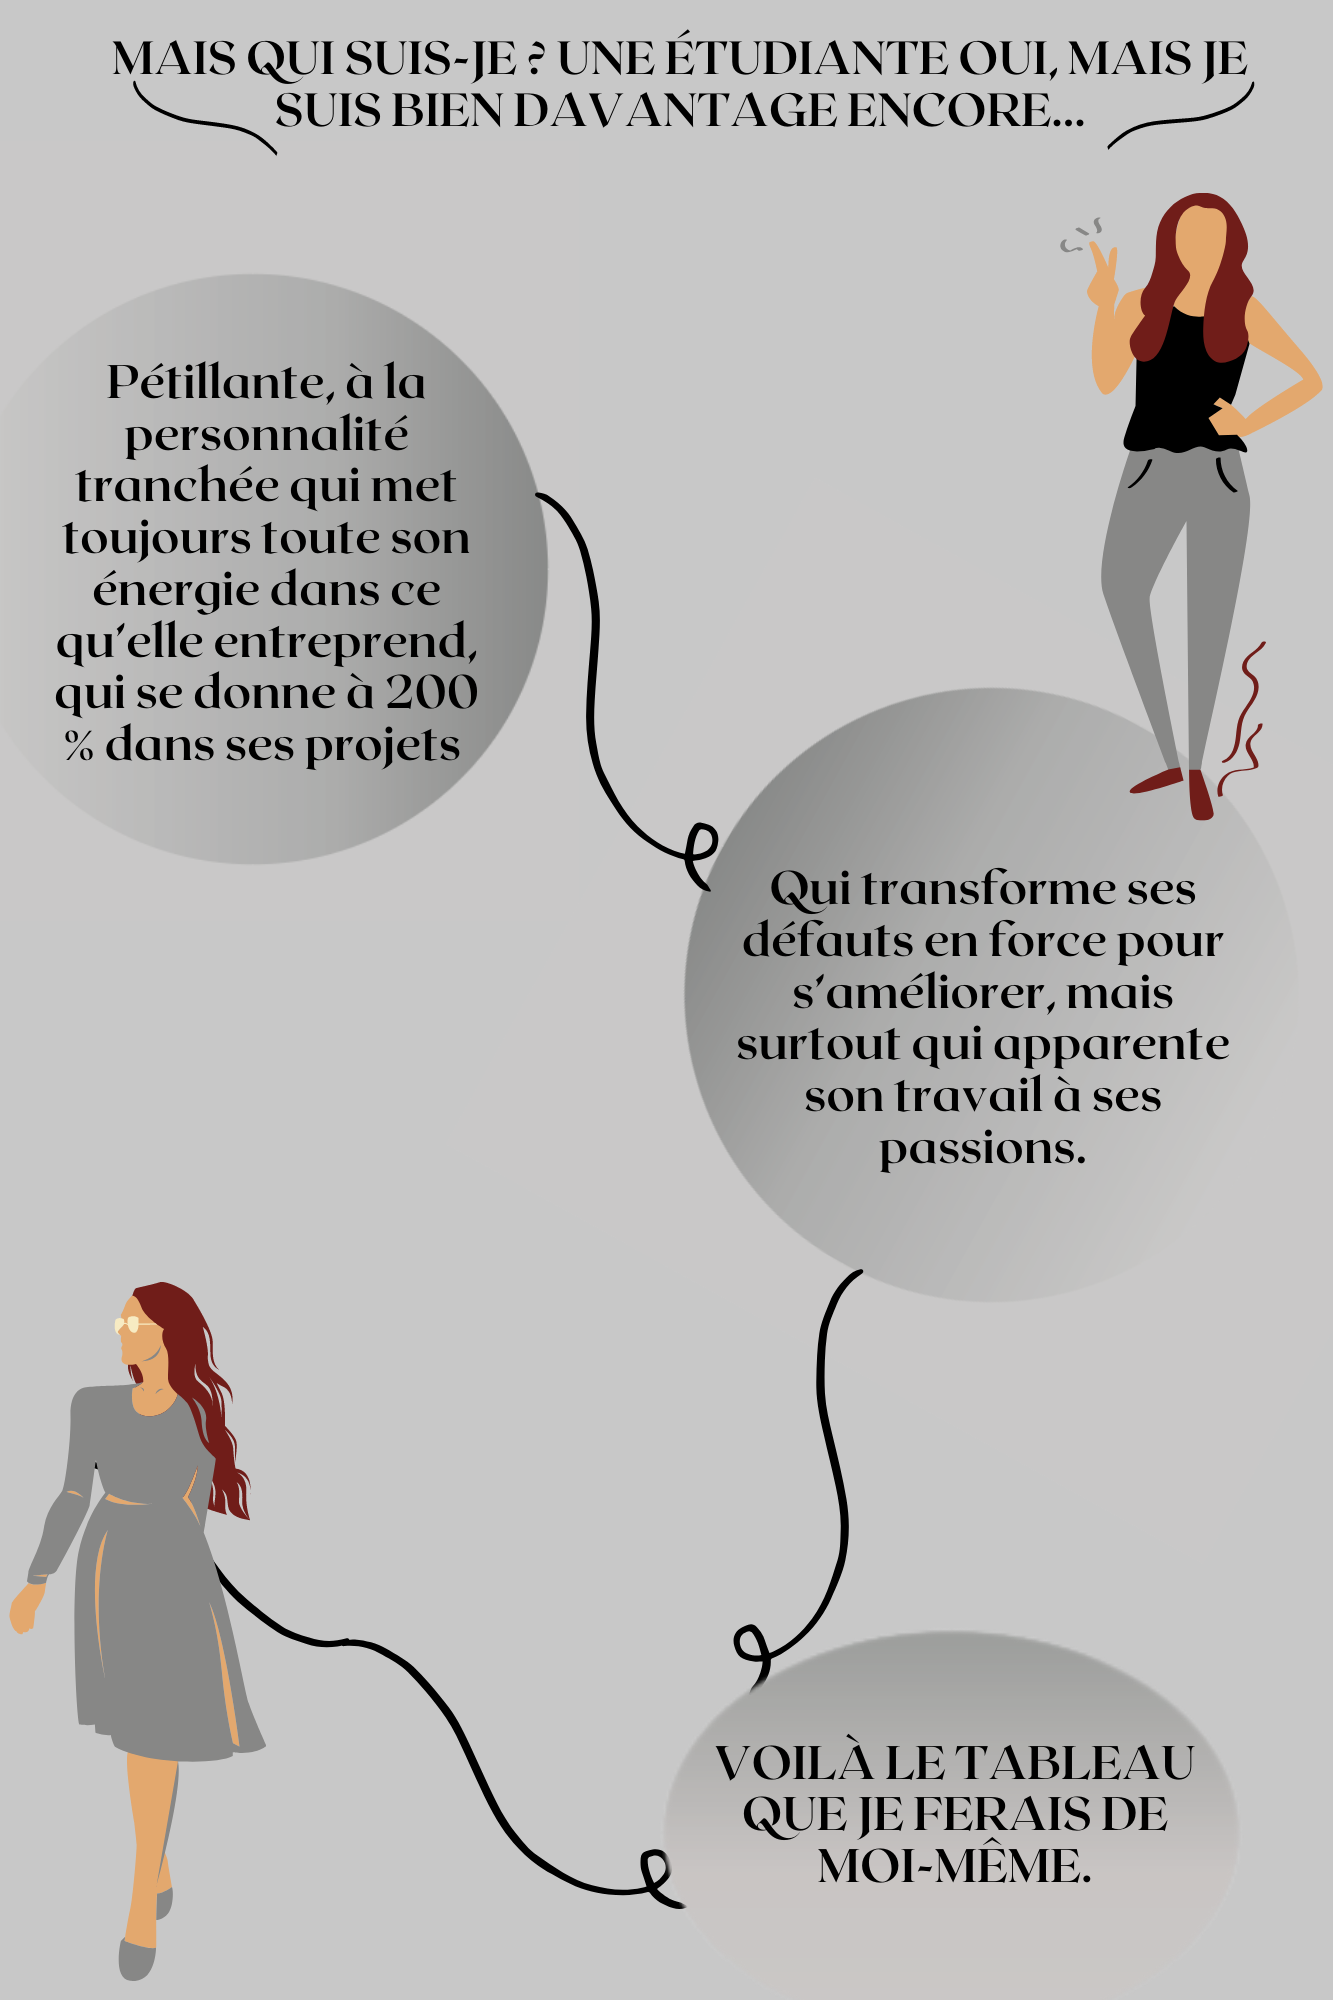 MAIS QUI SUIS-JE ? UNE ÉTUDIANTE OUI, MAIS JE
SUIS BIEN DAVANTAGE ENCORE...
Pétillante, à la
personnalité
tranchée qui met
toujours toute son
énergie dans ce
qu'elle entreprend,
qui se donne à 200
% dans ses projets
Qui transforme ses
défauts en force pour
s'améliorer, mais
surtout qui apparente
son travail à ses
passions.
VOILÀ LE TABLEAU
QUE JE FERAIS DE
MOI-MÊME.